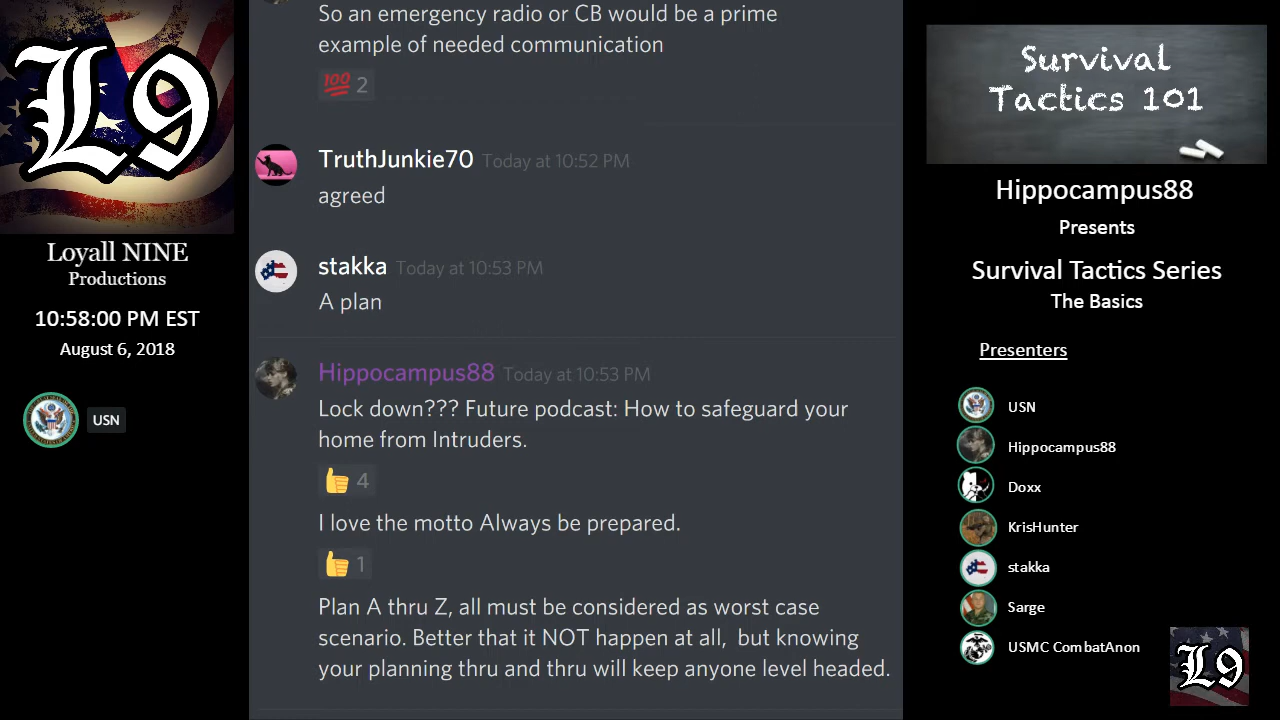 L9
Loyall NINE
Productions
10:58:00 PM EST
August 6, 2018
USN
So an emergency radio or CB would be a prime
example of needed communication
100 2
TruthJunkie70 Today at 10:52 PM
agreed
stakka Today at 10:53 PM
A plan
Hippocampus88 Today at 10:53 PM
Lock down??? Future podcast: How to safeguard your
home from Intruders.
4
I love the motto Always be prepared.
1
Plan A thru Z, all must be considered as worst case
scenario. Better that it NOT happen at all, but knowing
your planning thru and thru will keep anyone level headed.
Survival
Tactics 101
Hippocampus88
Presents
Survival Tactics Series
The Basics
Presenters
USN
Hippocampus88
Doxx
KrisHunter
stakka
Sarge
USMC CombatAnon
L9